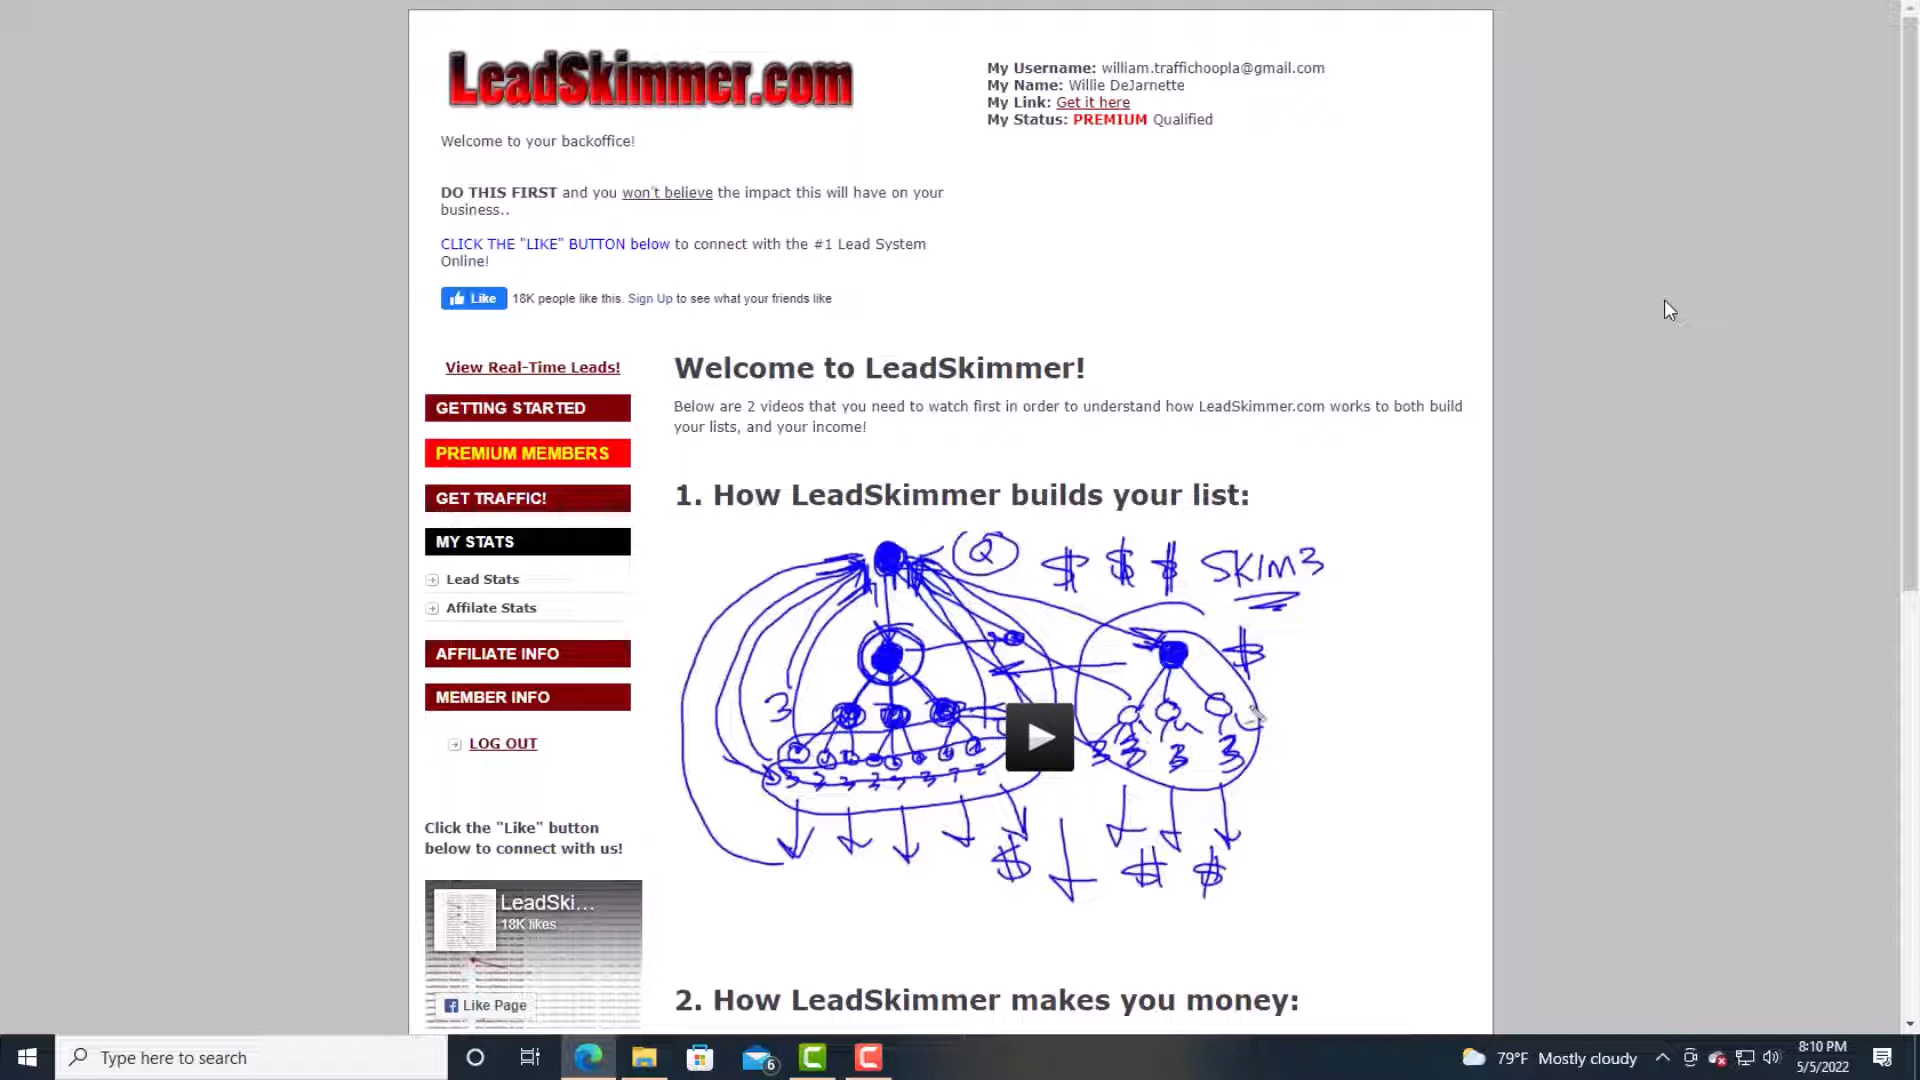 LeadSkimmer.com
My Username: william.traffichoopla@gmail.com
My Name: Willie DeJarnette
My Link: Get it here
My Status: PREMIUM Qualified
Welcome to your backoffice!
DO THIS FIRST and you won't believe the impact this will have on your
business..
CLICK THE "LIKE" BUTTON below to connect with the #1 Lead System
Online!
Like 18K people like this. Sign Up to see what your friends like
View Real-Time Leads!
GETTING STARTED
PREMIUM MEMBERS
GET TRAFFIC!
MY STATS
Lead Stats
Affilate Stats
AFFILIATE INFO
MEMBER INFO
LOG OUT
Click the "Like" button
below to connect with us!
LeadSki...
18K likes
Like Page
Welcome to LeadSkimmer!
Below are 2 videos that you need to watch first in order to understand how LeadSkimmer.com works to both build
your lists, and your income!
1. How LeadSkimmer builds your list:
Q $ $ $ SKIM 3
$
3
3 3 3 3
$ $ $
2. How LeadSkimmer makes you money:
Type here to search
6
79°F Mostly cloudy
8:10 PM
5/5/2022